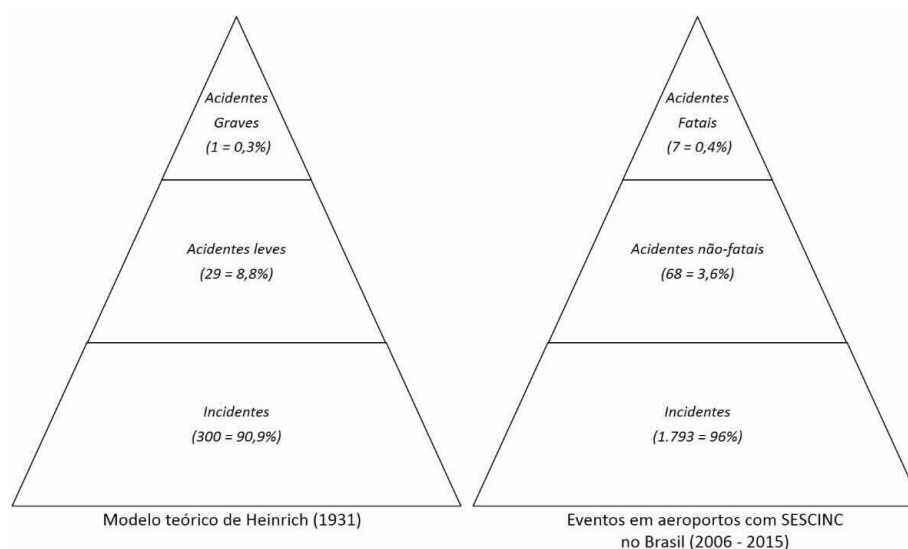 Acidentes
Graves
(1 = 0,3%)
Acidentes leves
(29 = 8,8%)
Incidentes
(300 = 90,9%)
Modelo teórico de Heinrich (1931)
Acidentes
Fatais
(7 = 0,4%)
Acidentes não-fatais
(68 = 3,6%)
Incidentes
(1.793 = 96%)
Eventos em aeroportos com SESCINC
no Brasil (2006 - 2015)